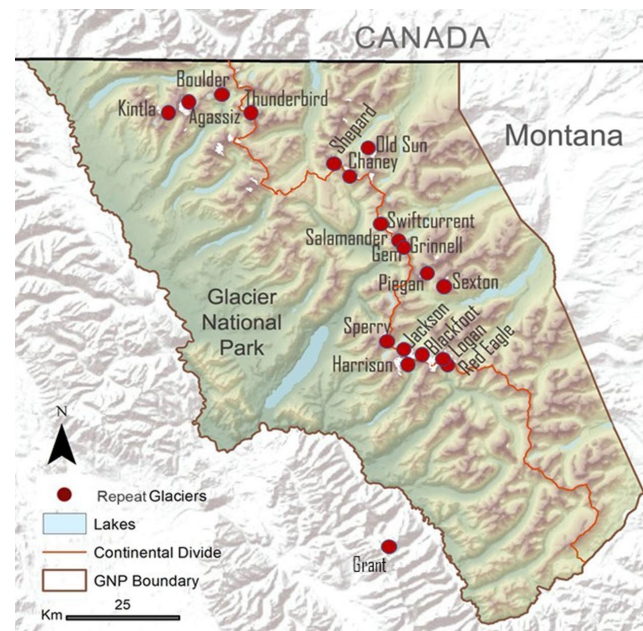 CANADA
Boulder
Kintla
Agassiz
Thunderbird
Shepard
Old Sun
Chaney
Montana
Swiftcurrent
Salamander
Gem
Grinnell
Piegan
Sexton
Glacier
National
Park
Sperry
Jackson
Blackfoot
Logan
Red Eagle
Harrison
N
Repeat Glaciers
Lakes
Continental Divide
GNP Boundary
Km
25
Grant